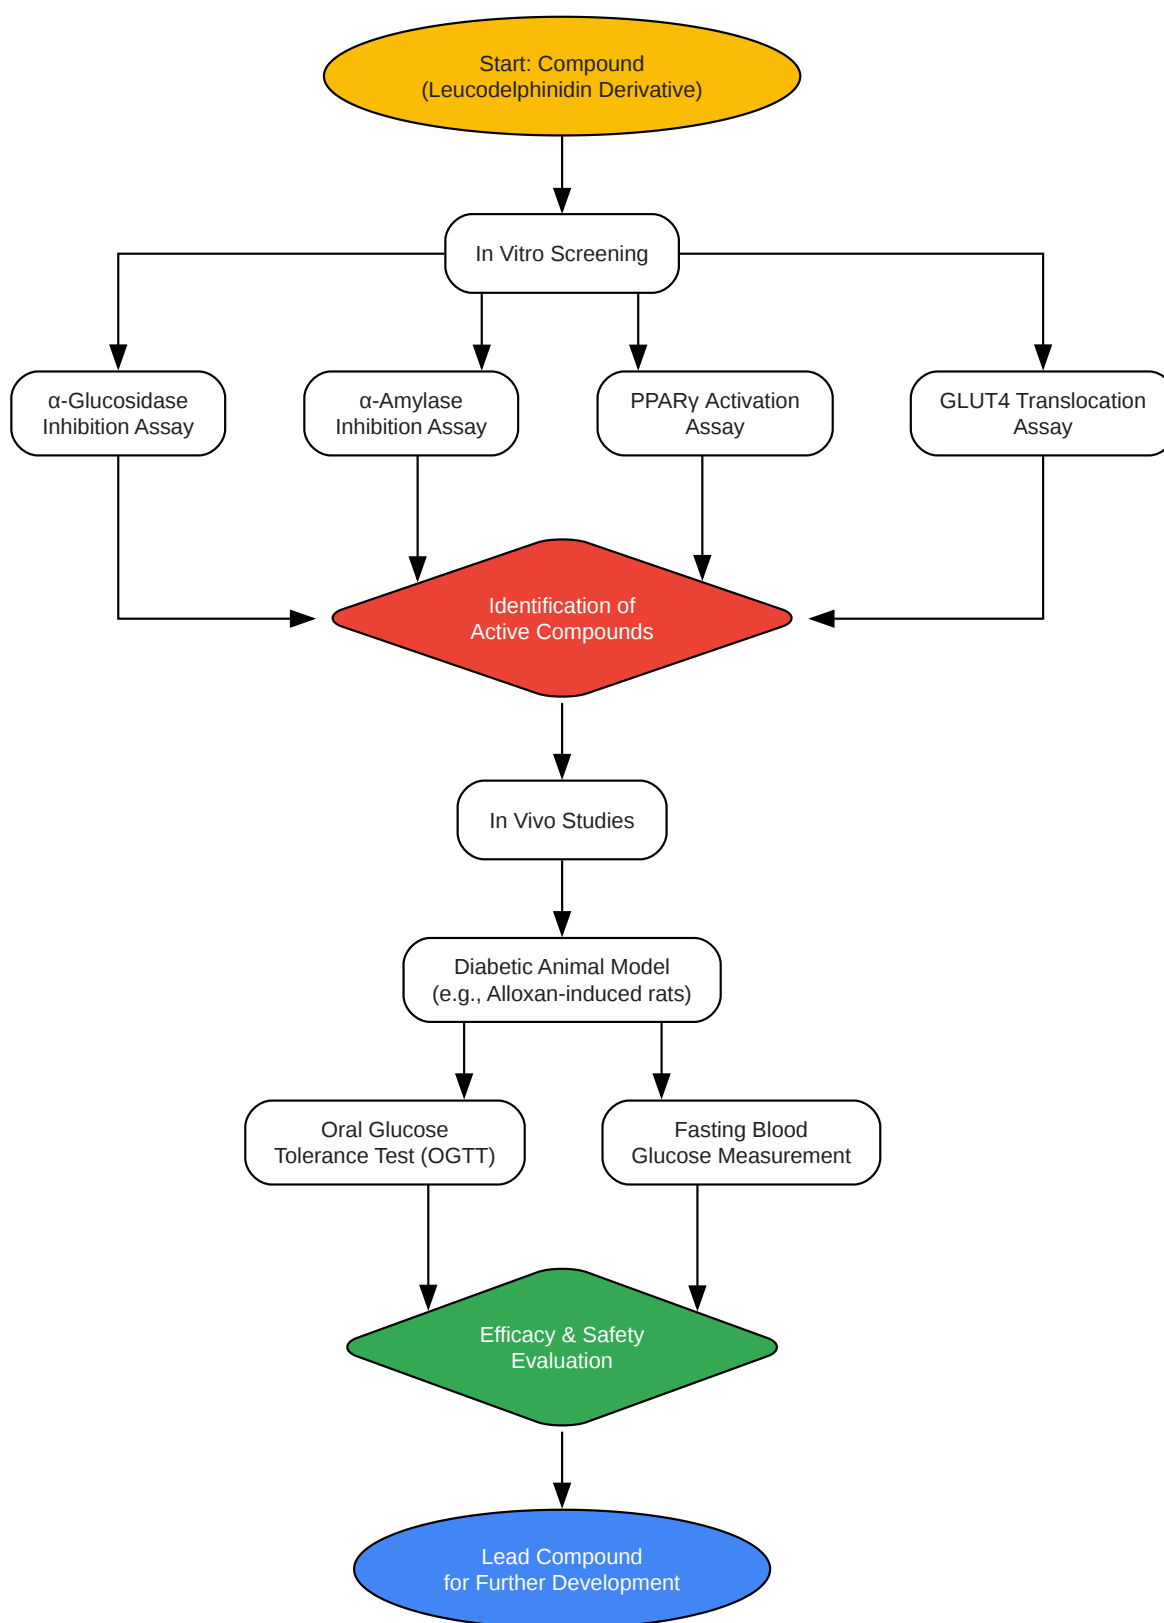 Start: Compound
(Leucodelphinidin Derivative)
In Vitro Screening
α-Glucosidase
Inhibition Assay
α-Amylase
Inhibition Assay
PPARγ Activation
Assay
GLUT4 Translocation
Assay
Identification of
Active Compounds
In Vivo Studies
Diabetic Animal Model
(e.g., Alloxan-induced rats)
Oral Glucose
Tolerance Test (OGTT)
Fasting Blood
Glucose Measurement
Efficacy & Safety
Evaluation
Lead Compound
for Further Development